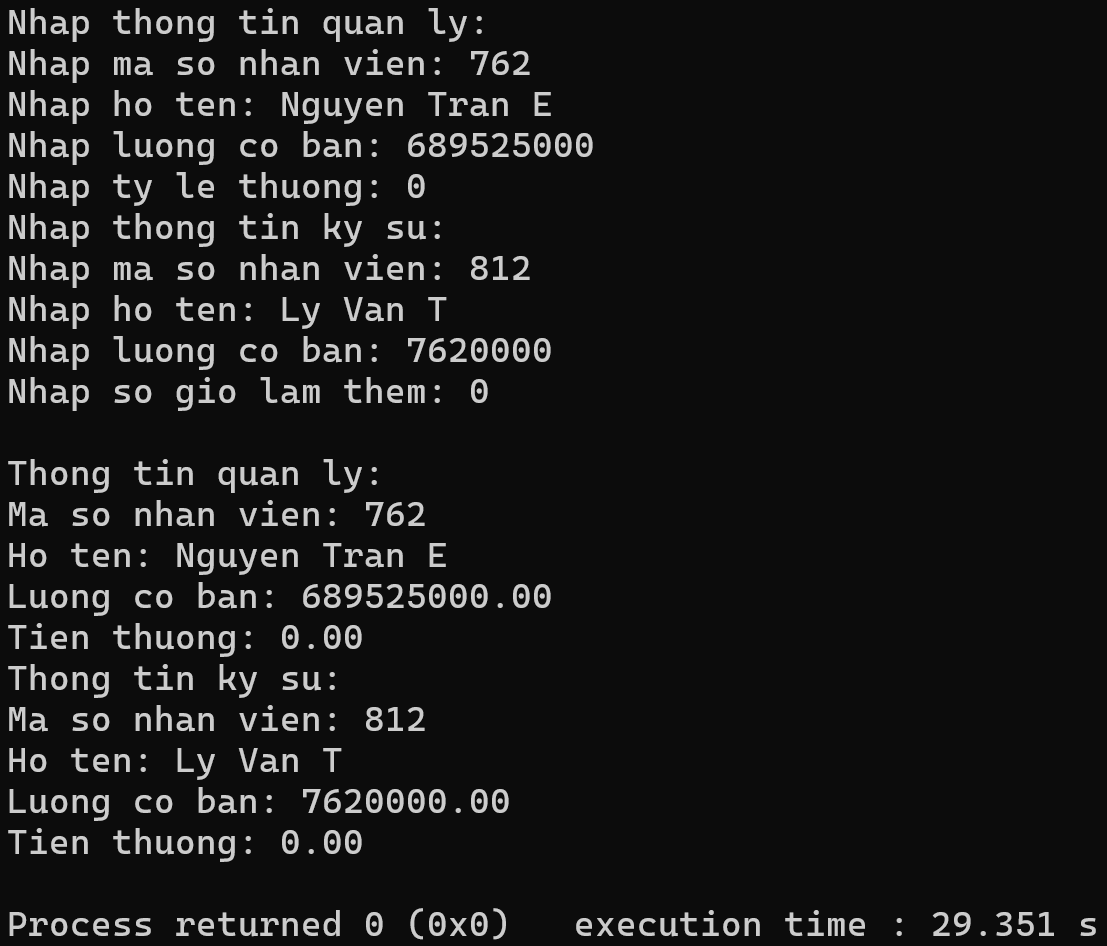 Nhap thong tin quan ly:
Nhap ma so nhan vien: 762
Nhap ho ten: Nguyen Tran E
Nhap luong co ban: 689525000
Nhap ty le thuong: 0
Nhap thong tin ky su:
Nhap ma so nhan vien: 812
Nhap ho ten: Ly Van T
Nhap luong co ban: 7620000
Nhap so gio lam them: 0

Thong tin quan ly:
Ma so nhan vien: 762
Ho ten: Nguyen Tran E
Luong co ban: 689525000.00
Tien thuong: 0.00
Thong tin ky su:
Ma so nhan vien: 812
Ho ten: Ly Van T
Luong co ban: 7620000.00
Tien thuong: 0.00

Process returned 0 (0x0)   execution time : 29.351 s